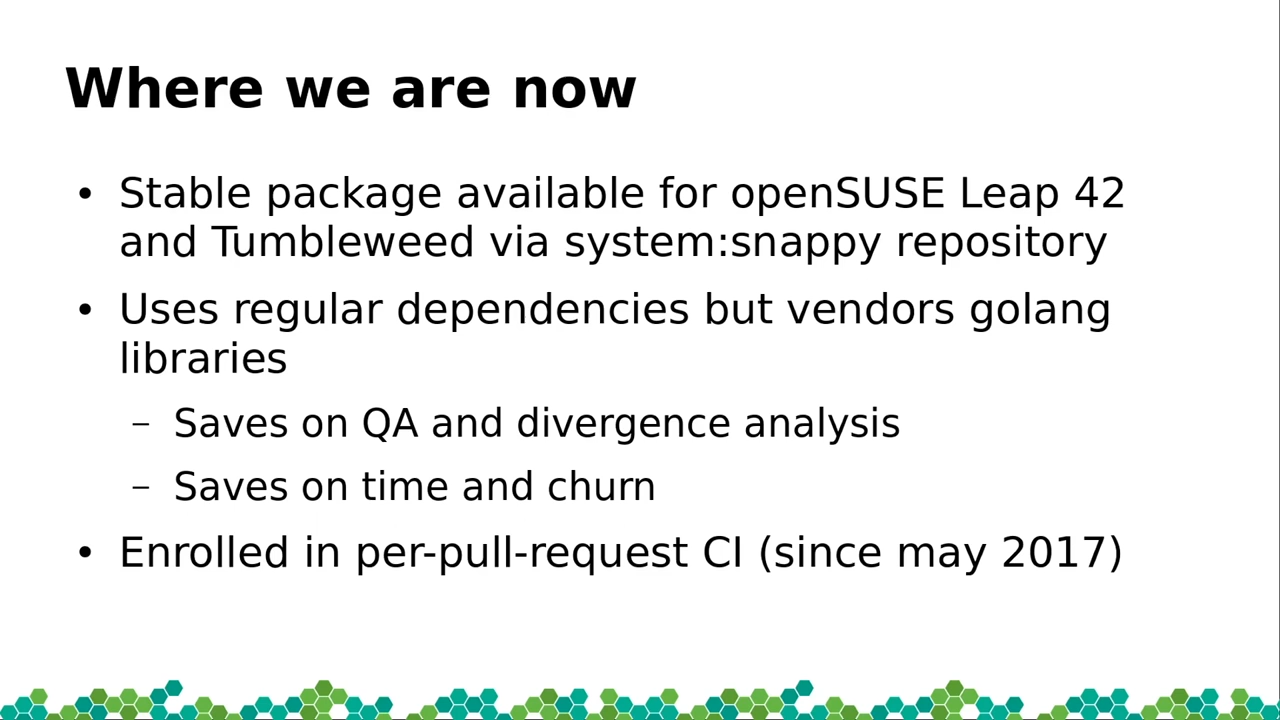 Where we are now
• Stable package available for openSUSE Leap 42
and Tumbleweed via system:snappy repository
• Uses regular dependencies but vendors golang
libraries
– Saves on QA and divergence analysis
– Saves on time and churn
• Enrolled in per-pull-request CI (since may 2017)